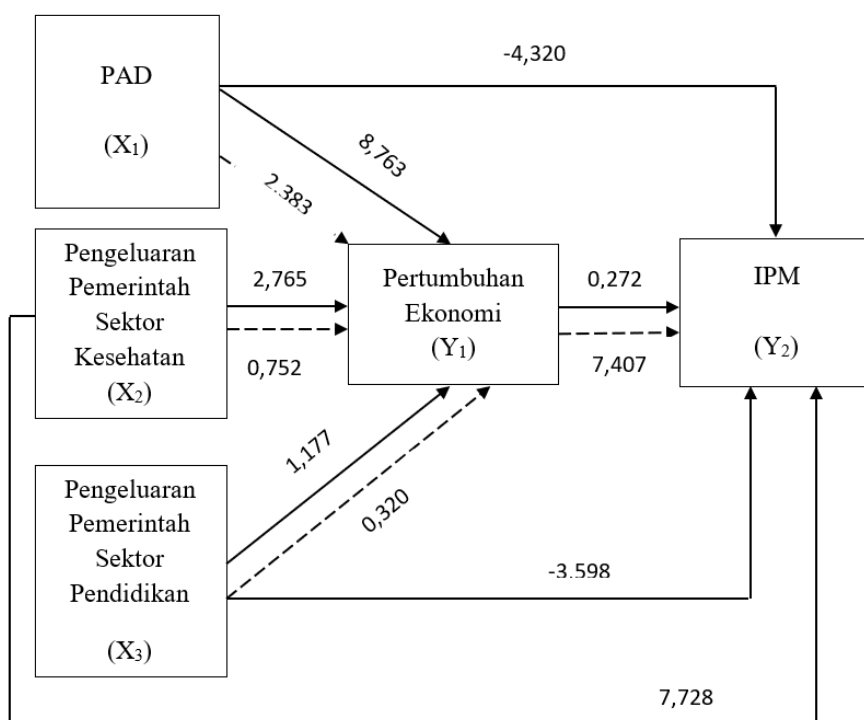 PAD
(X₁)
-4,320
8,763
2.383
Pengeluaran
Pemerintah
Sektor
Kesehatan
(X₂)
2,765
0,752
Pertumbuhan
Ekonomi
(Y₁)
0,272
7,407
IPM
(Y₂)
Pengeluaran
Pemerintah
Sektor
Pendidikan
(X₃)
1,177
0,320
-3.598
7,728